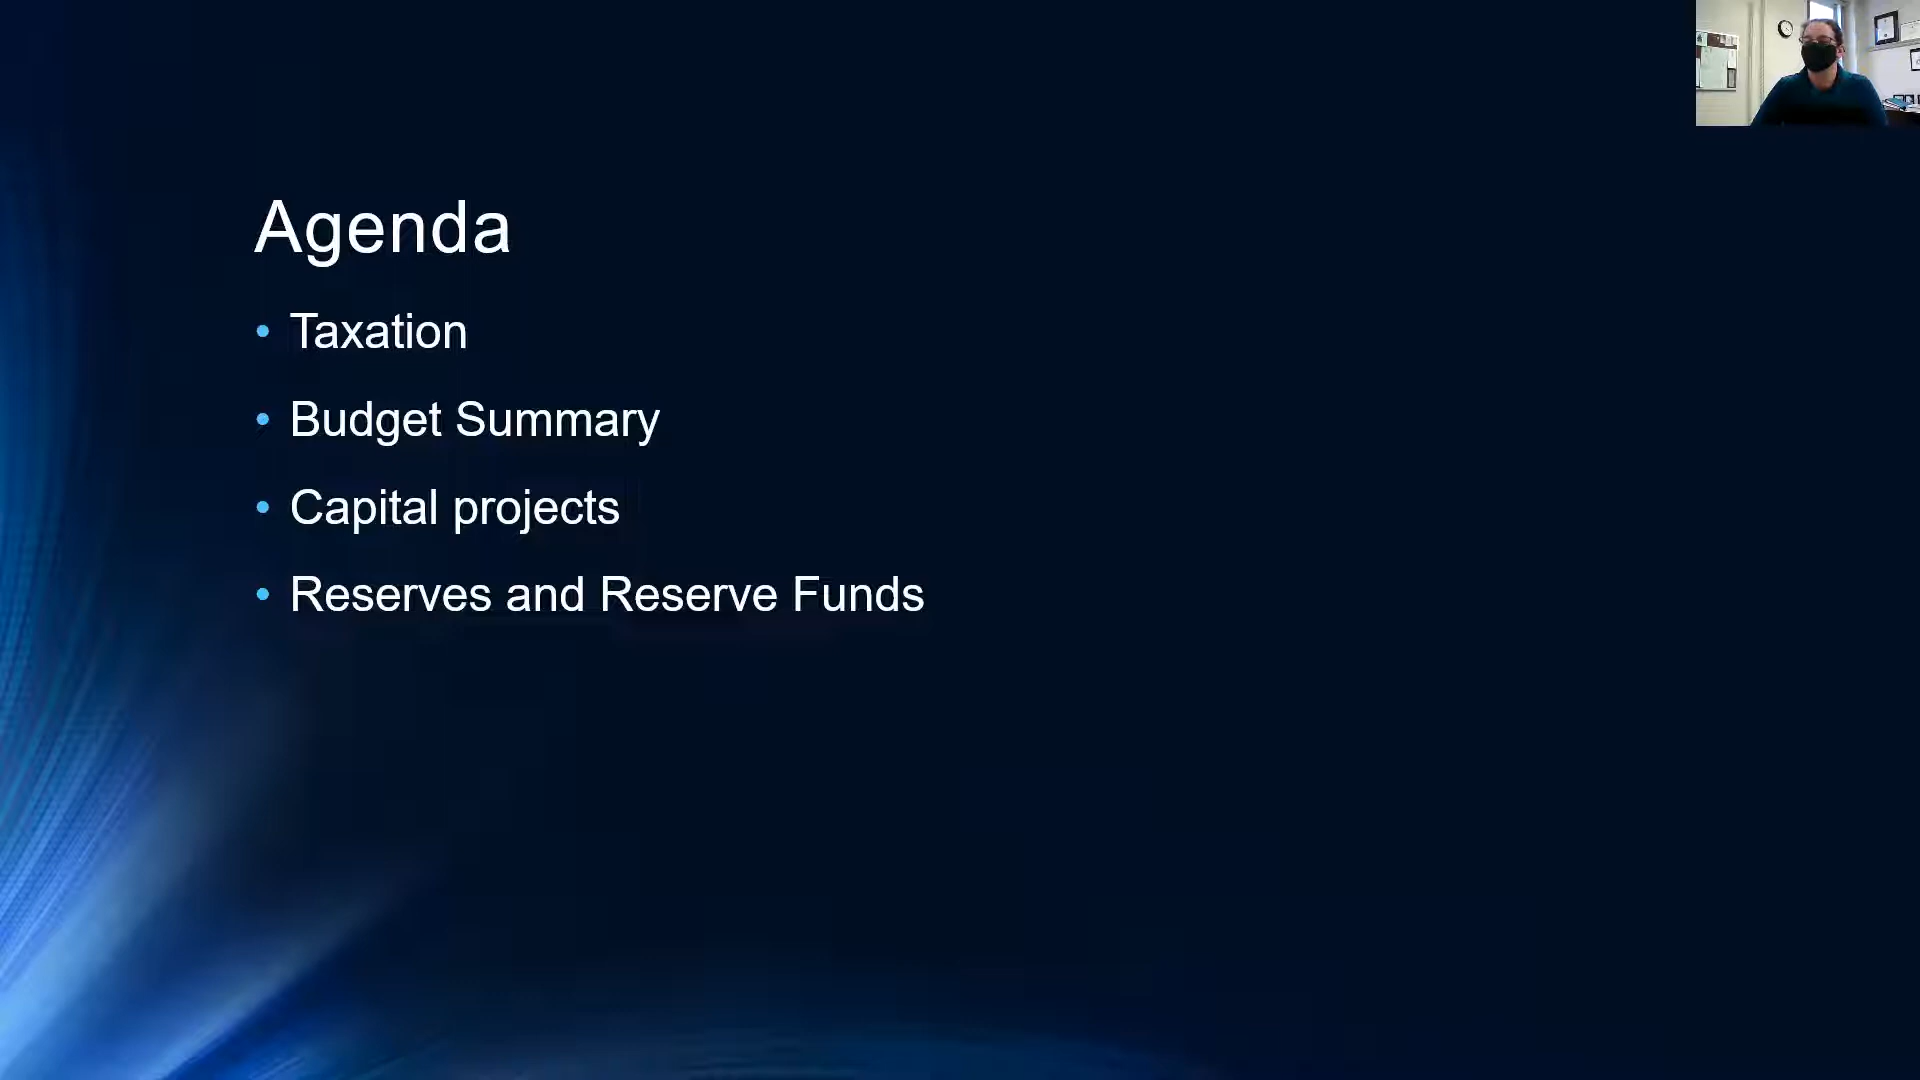 Agenda
• Taxation
• Budget Summary
• Capital projects
• Reserves and Reserve Funds